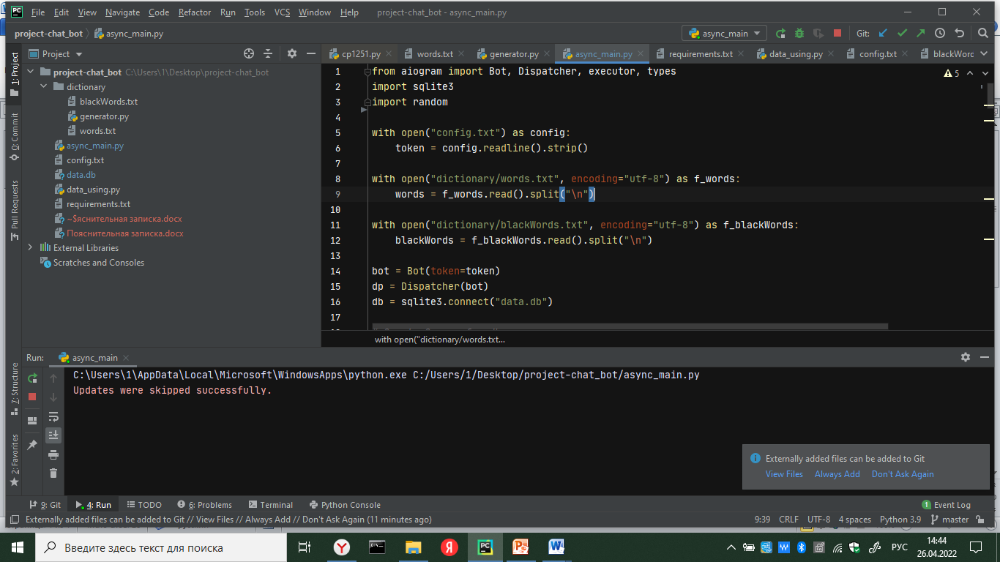 File Edit View Navigate Code Refactor Run Tools VCS Window Help project-chat_bot - async_main.py
project-chat_bot async_main.py async_main Git:
Project cp1251.py words.txt generator.py async_main.py requirements.txt data_using.py config.txt blackWorc
1: Project
0: Commit
Pull Requests
7: Structure
2: Favorites
project-chat_bot C:\Users\1\Desktop\project-chat_bot
dictionary
blackWords.txt
generator.py
words.txt
async_main.py
config.txt
data.db
data_using.py
requirements.txt
~$яснительная записка.docx
Пояснительная записка.docx
External Libraries
Scratches and Consoles
5
1 from aiogram import Bot, Dispatcher, executor, types
2 import sqlite3
3 import random
4
5 with open("config.txt") as config:
6 token = config.readline().strip()
7
8 with open("dictionary/words.txt", encoding="utf-8") as f_words:
9 words = f_words.read().split("\n")
10
11 with open("dictionary/blackWords.txt", encoding="utf-8") as f_blackWords:
12 blackWords = f_blackWords.read().split("\n")
13
14 bot = Bot(token=token)
15 dp = Dispatcher(bot)
16 db = sqlite3.connect("data.db")
17
with open("dictionary/words.txt...
Run: async_main
C:\Users\1\AppData\Local\Microsoft\WindowsApps\python.exe C:/Users/1/Desktop/project-chat_bot/async_main.py
Updates were skipped successfully.
Externally added files can be added to Git
View Files Always Add Don't Ask Again
9: Git 4: Run TODO 6: Problems Terminal Python Console 1 Event Log
Externally added files can be added to Git // View Files // Always Add // Don't Ask Again (11 minutes ago) 9:39 CRLF UTF-8 4 spaces Python 3.9 master
Введите здесь текст для поиска
РУС
14:44
26.04.2022